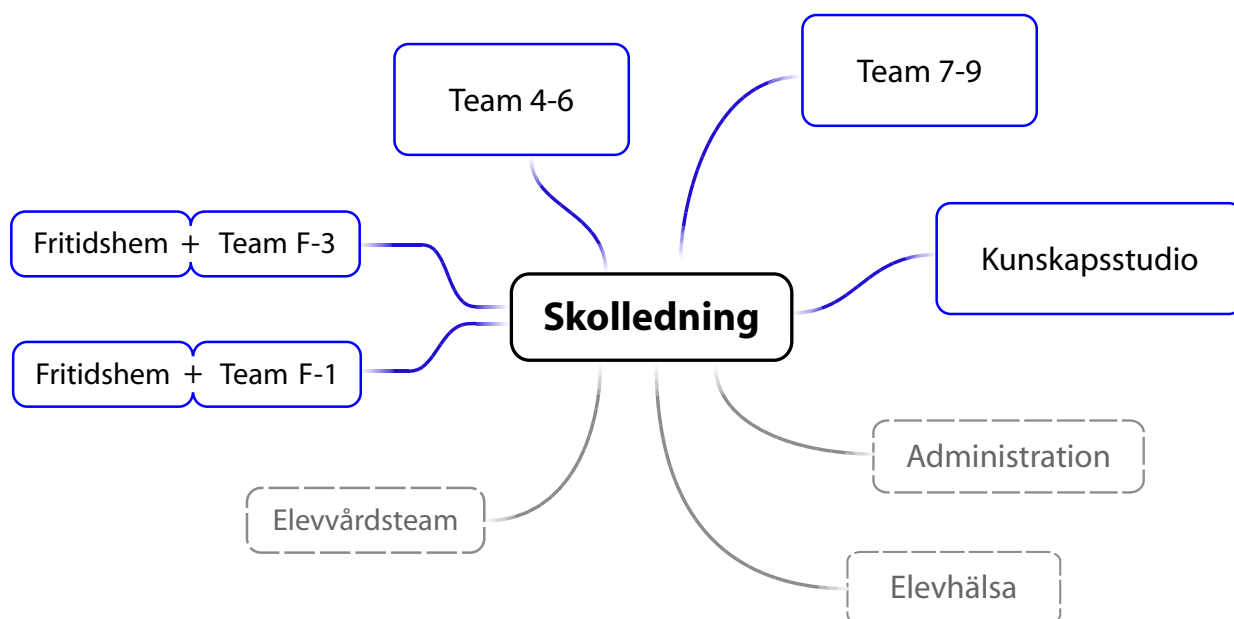 Team 7-9
Team 4-6
Fritidshem + Team F-3
Kunskapsstudio
Skolledning
Fritidshem + Team F-1
Administration
Elevvårdsteam
Elevhälsa